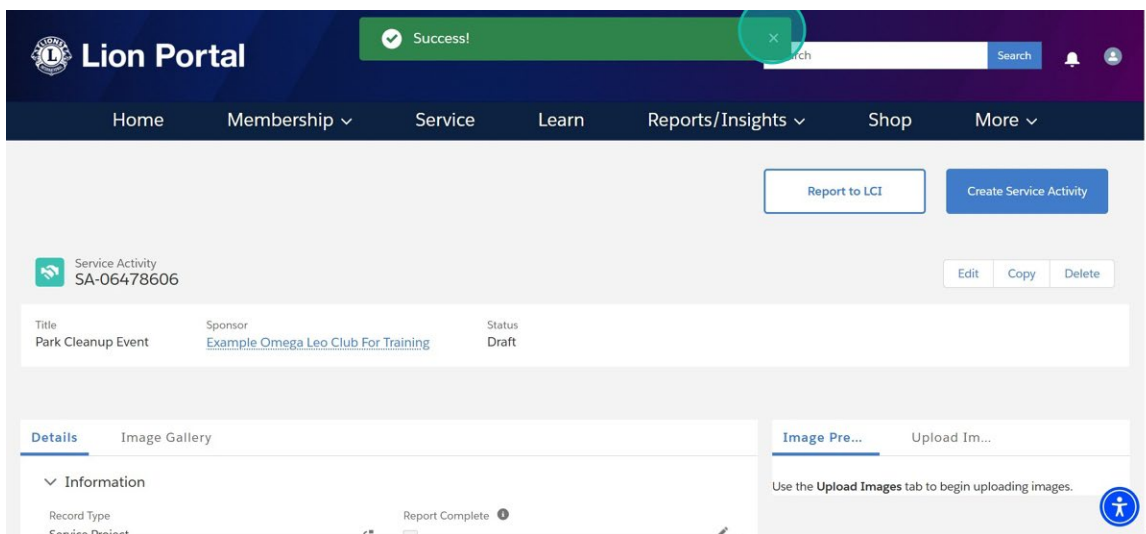 Success!
Lion Portal
Search
Home Membership Service Learn Reports/Insights Shop More
Report to LCI Create Service Activity
Service Activity
SA-06478606
Edit Copy Delete
Title Sponsor Status
Park Cleanup Event Example Omega Leo Club For Training Draft
Details Image Gallery Image Pre... Upload Im...
Information
Use the Upload Images tab to begin uploading images.
Record Type Report Complete
Service Project